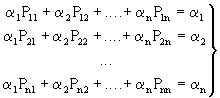 α₁P₁₁ + α₂P₁₂ + ....+ αₙP₁ₙ = α₁
α₁P₂₁ + α₂P₂₂ + ....+ αₙP₂ₙ = α₂
...
α₁Pₙ₁ + α₂Pₙ₂ + ....+ αₙPₙₙ = αₙ